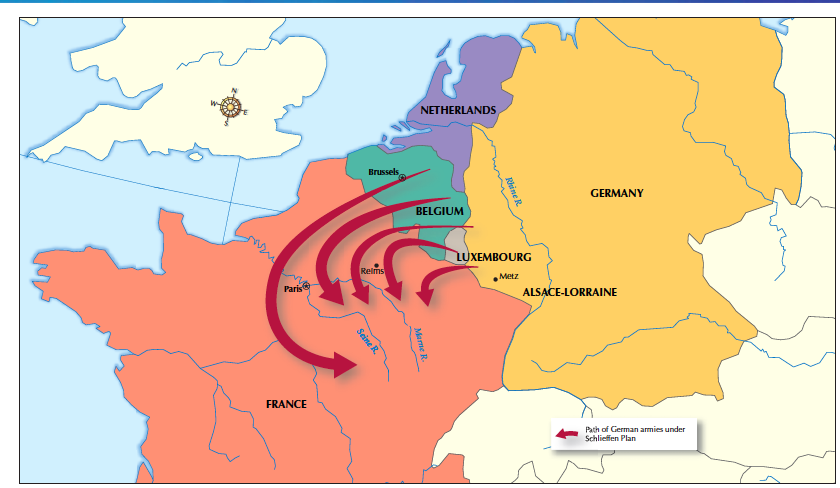 N
W
E
S
NETHERLANDS
Brussels
Rhine R.
GERMANY
BELGIUM
LUXEMBOURG
Reims
Metz
Paris
ALSACE-LORRAINE
Seine R.
Marne R.
FRANCE
Path of German armies under
Schlieffen Plan